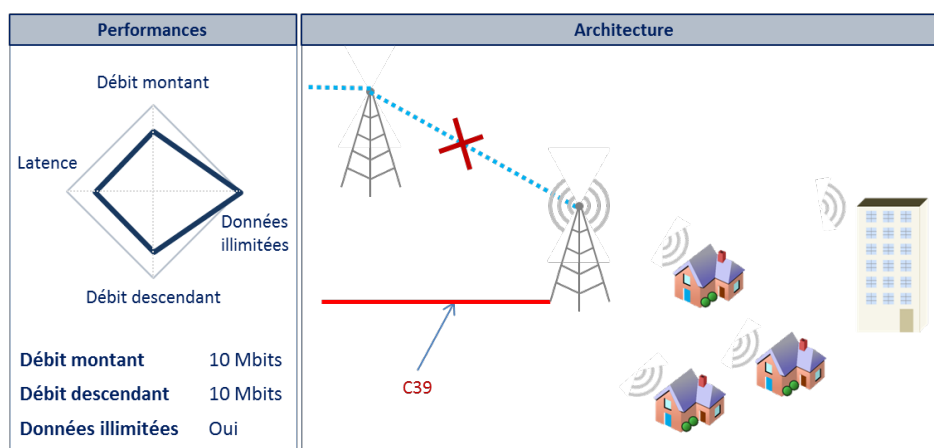 Performances
Débit montant
Latence
Données
illimitées
Débit descendant
Débit montant 10 Mbits
Débit descendant 10 Mbits
Données illimitées Oui
Architecture
C39